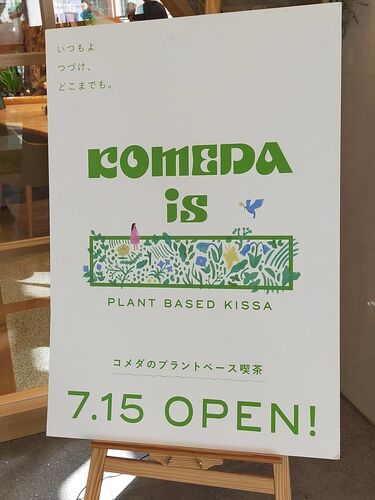 いつもよ
つづけ、
どこまでも。
KOMEDA
is
PLANT BASED KISSA
コメダのプラントベース喫茶
7.15 OPEN!